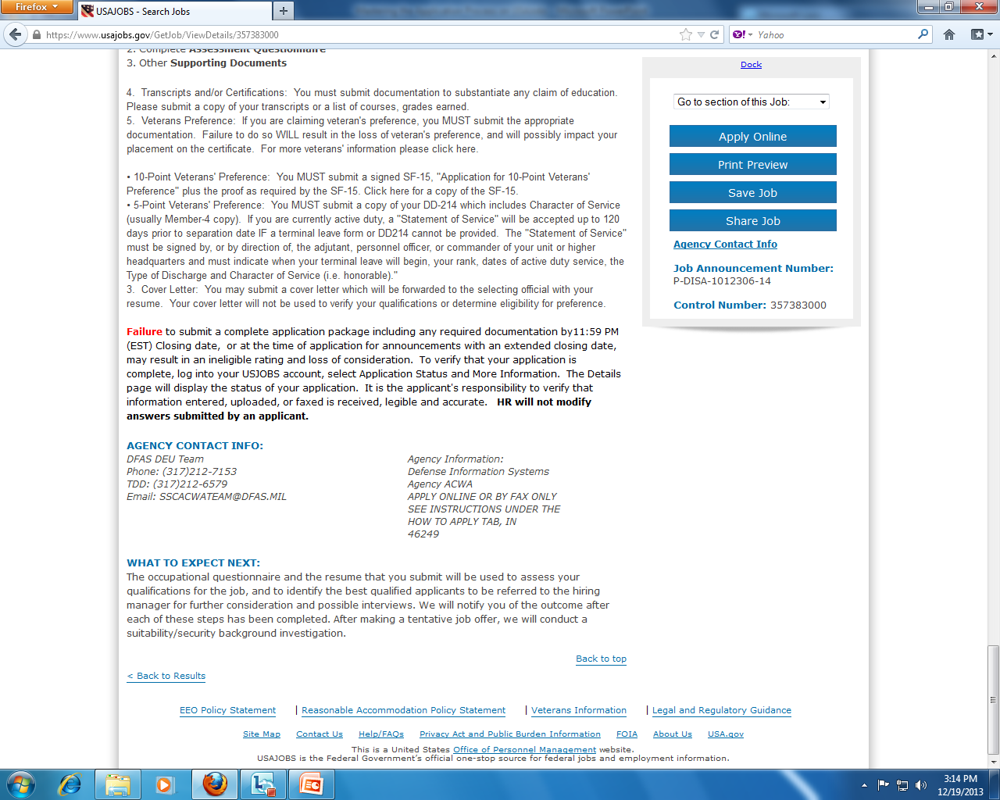 Firefox
USAJOBS - Search Jobs
https://www.usajobs.gov/GetJob/ViewDetails/357383000
Yahoo
2. Complete Assessment Questionnaire
3. Other Supporting Documents
4.  Transcripts and/or Certifications:  You must submit documentation to substantiate any claim of education.
Please submit a copy of your transcripts or a list of courses, grades earned.
5.  Veterans Preference:  If you are claiming veteran's preference, you MUST submit the appropriate
documentation.  Failure to do so WILL result in the loss of veteran's preference, and will possibly impact your
placement on the certificate.  For more veterans' information please click here.
• 10-Point Veterans' Preference:  You MUST submit a signed SF-15, "Application for 10-Point Veterans'
Preference" plus the proof as required by the SF-15. Click here for a copy of the SF-15.
• 5-Point Veterans' Preference:  You MUST submit a copy of your DD-214 which includes Character of Service
(usually Member-4 copy).  If you are currently active duty, a "Statement of Service" will be accepted up to 120
days prior to separation date IF a terminal leave form or DD214 cannot be provided.  The "Statement of Service"
must be signed by, or by direction of, the adjutant, personnel officer, or commander of your unit or higher
headquarters and must indicate when your terminal leave will begin, your rank, dates of active duty service, the
Type of Discharge and Character of Service (i.e. honorable)."
3.  Cover Letter:  You may submit a cover letter which will be forwarded to the selecting official with your
resume.  Your cover letter will not be used to verify your qualifications or determine eligibility for preference.
Failure to submit a complete application package including any required documentation by11:59 PM
(EST) Closing date,  or at the time of application for announcements with an extended closing date,
may result in an ineligible rating and loss of consideration.  To verify that your application is
complete, log into your USJOBS account, select Application Status and More Information.  The Details
page will display the status of your application.  It is the applicant's responsibility to verify that
information entered, uploaded, or faxed is received, legible and accurate.   HR will not modify
answers submitted by an applicant.
AGENCY CONTACT INFO:
DFAS DEU Team
Phone: (317)212-7153
TDD: (317)212-6579
Email: SSCACWATEAM@DFAS.MIL
Agency Information:
Defense Information Systems
Agency ACWA
APPLY ONLINE OR BY FAX ONLY
SEE INSTRUCTIONS UNDER THE
HOW TO APPLY TAB, IN
46249
WHAT TO EXPECT NEXT:
The occupational questionnaire and the resume that you submit will be used to assess your
qualifications for the job, and to identify the best qualified applicants to be referred to the hiring
manager for further consideration and possible interviews. We will notify you of the outcome after
each of these steps has been completed. After making a tentative job offer, we will conduct a
suitability/security background investigation.
Back to top
< Back to Results
Dock
Go to section of this Job:
Apply Online
Print Preview
Save Job
Share Job
Agency Contact Info
Job Announcement Number:
P-DISA-1012306-14
Control Number: 357383000
EEO Policy Statement | Reasonable Accommodation Policy Statement | Veterans Information | Legal and Regulatory Guidance
Site Map Contact Us Help/FAQs Privacy Act and Public Burden Information FOIA About Us USA.gov
This is a United States Office of Personnel Management website.
USAJOBS is the Federal Government's official one-stop source for federal jobs and employment information.
3:14 PM
12/19/2013